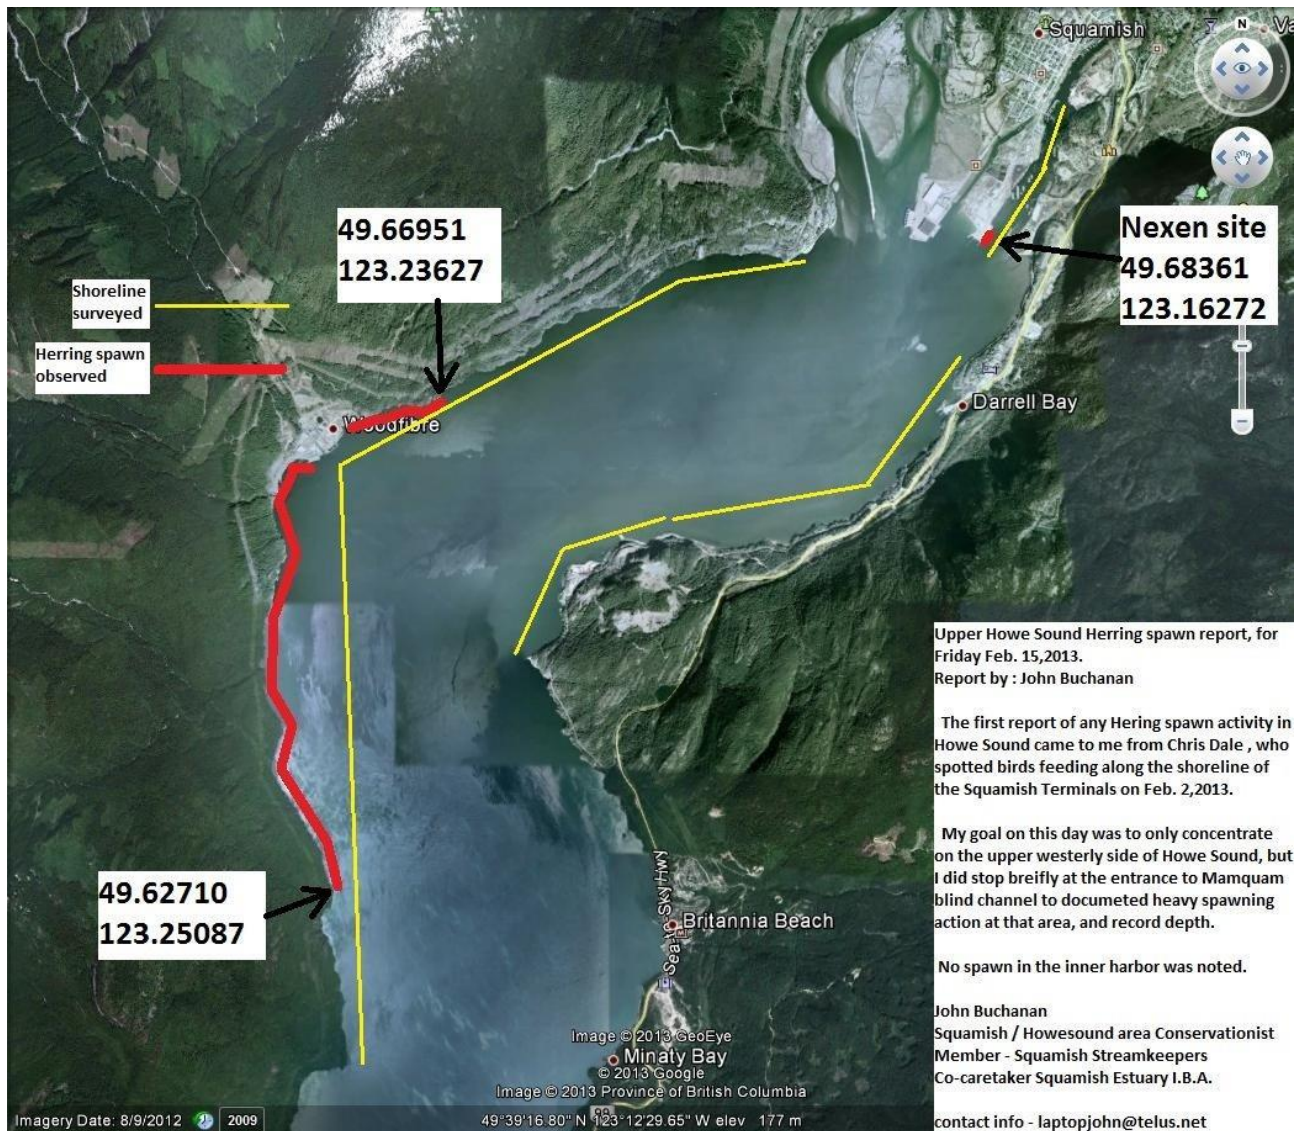 Squamish
N
Va
49.66951
123.23627
Nexen site
49.68361
123.16272
Shoreline
surveyed
Herring spawn
observed
Woodfibre
Darrell Bay
49.62710
123.25087
Sea-to-Sky Hwy
Britannia Beach
Minaty Bay
Image © 2013 GeoEye
© 2013 Google
Image © 2013 Province of British Columbia
Imagery Date: 8/9/2012
2009
49°39'16.80" N 123°12'29.65" W elev 177 m
Upper Howe Sound Herring spawn report, for
Friday Feb. 15,2013.
Report by : John Buchanan
The first report of any Hering spawn activity in
Howe Sound came to me from Chris Dale , who
spotted birds feeding along the shoreline of
the Squamish Terminals on Feb. 2,2013.
My goal on this day was to only concentrate
on the upper westerly side of Howe Sound, but
I did stop breifly at the entrance to Mamquam
blind channel to documeted heavy spawning
action at that area, and record depth.
No spawn in the inner harbor was noted.
John Buchanan
Squamish / Howesound area Conservationist
Member - Squamish Streamkeepers
Co-caretaker Squamish Estuary I.B.A.
contact info - laptopjohn@telus.net